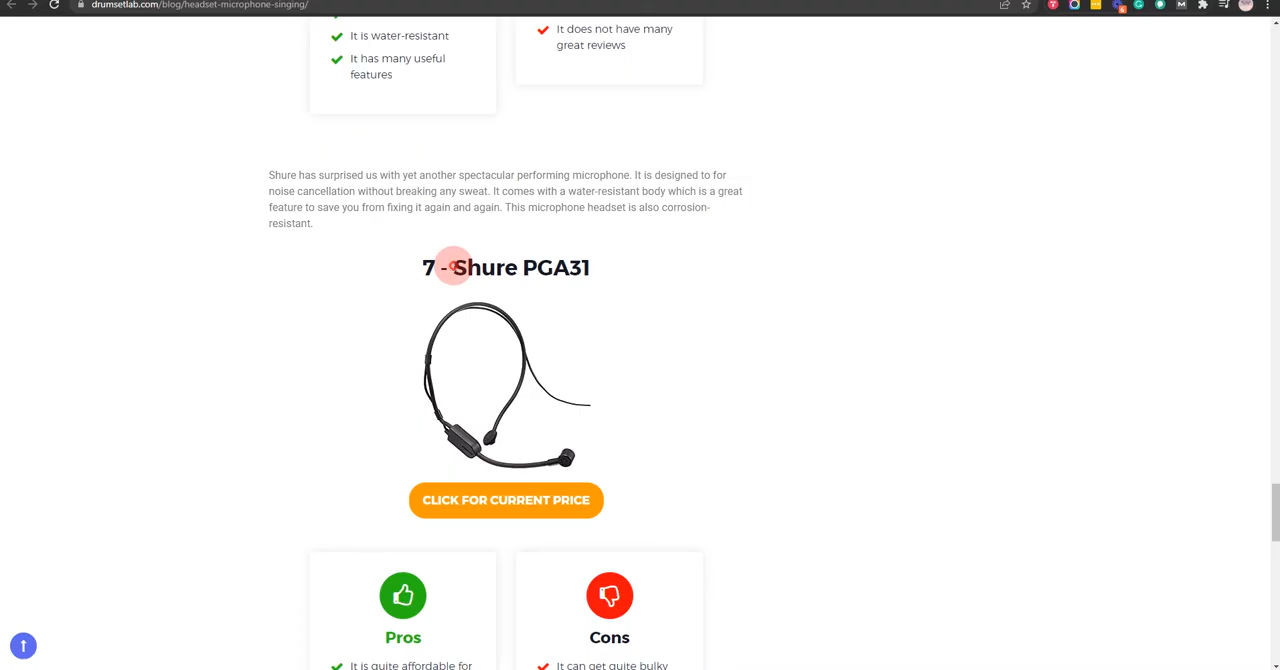 drumsetlab.com/blog/headset-microphone-singing/
It is water-resistant
It has many useful
features
It does not have many
great reviews
Shure has surprised us with yet another spectacular performing microphone. It is designed to for
noise cancellation without breaking any sweat. It comes with a water-resistant body which is a great
feature to save you from fixing it again and again. This microphone headset is also corrosion-
resistant.
7 - Shure PGA31
CLICK FOR CURRENT PRICE
Pros
It is quite affordable for
Cons
It can get quite bulky